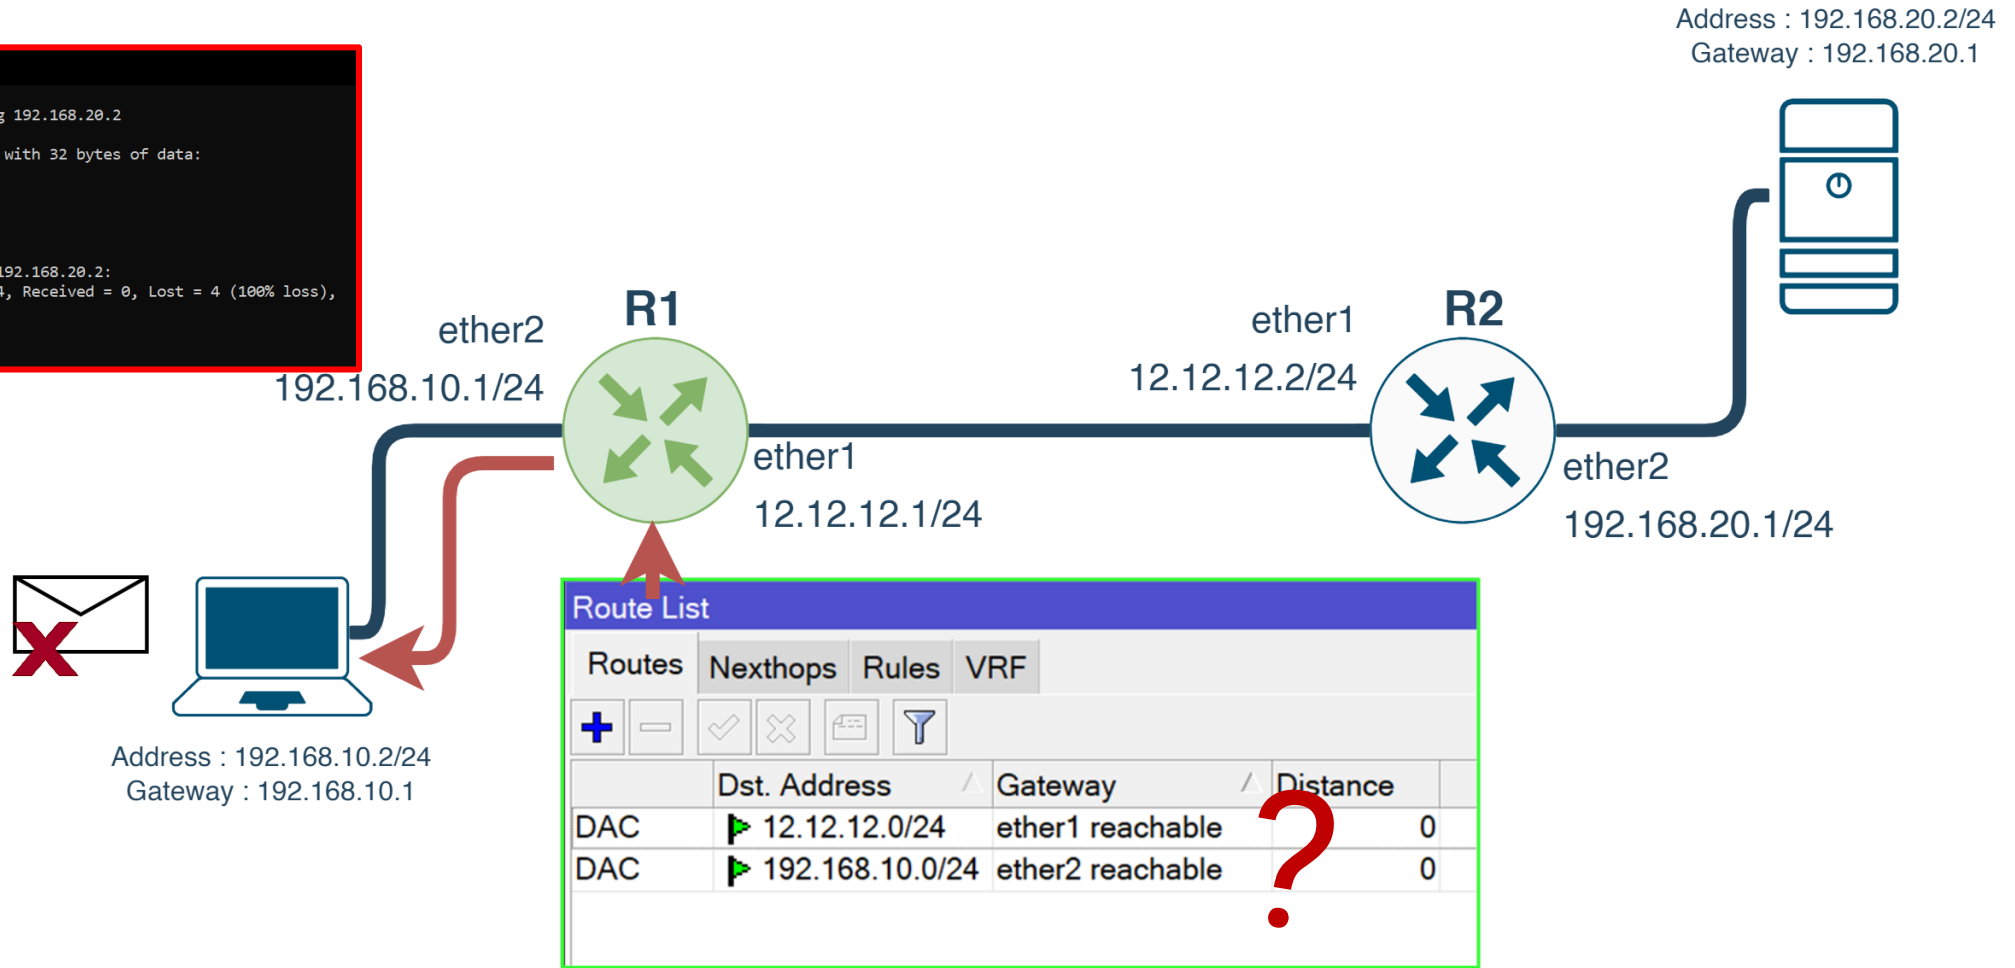 Address : 192.168.20.2/24
Gateway : 192.168.20.1
192.168.20.2
with 32 bytes of data:
192.168.20.2:
4, Received = 0, Lost = 4 (100% loss),
R1
ether2
192.168.10.1/24
ether1
12.12.12.1/24
R2
ether1
12.12.12.2/24
ether2
192.168.20.1/24
Address : 192.168.10.2/24
Gateway : 192.168.10.1
Route List
Routes Nexthops Rules VRF
Dst. Address Gateway Distance
DAC 12.12.12.0/24 ether1 reachable 0
DAC 192.168.10.0/24 ether2 reachable 0
?